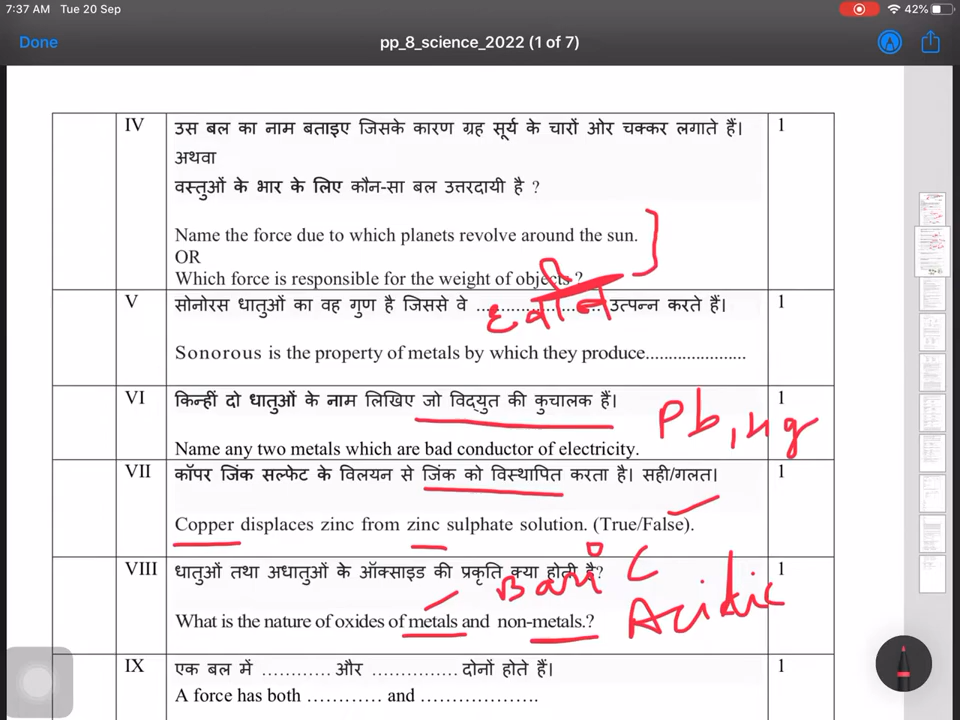 7:37 AM Tue 20 Sep 42%
Done pp_8_science_2022 (1 of 7)
IV उस बल का नाम बताइए जिसके कारण ग्रह सूर्य के चारों ओर चक्कर लगाते हैं। 1
अथवा
वस्तुओं के भार के लिए कौन-सा बल उत्तरदायी है ?
Name the force due to which planets revolve around the sun.
OR
Which force is responsible for the weight of objects ?
V सोनोरस धातुओं का वह गुण है जिससे वे ........................ उत्पन्न करते हैं। 1
ध्वनि
Sonorous is the property of metals by which they produce......................
VI किन्हीं दो धातुओं के नाम लिखिए जो विद्युत की कुचालक हैं। 1
Pb, Hg
Name any two metals which are bad conductor of electricity.
VII कॉपर जिंक सल्फेट के विलयन से जिंक को विस्थापित करता है। सही/गलत। 1
Copper displaces zinc from zinc sulphate solution. (True/False).
VIII धातुओं तथा अधातुओं के ऑक्साइड की प्रकृति क्या होती है? 1
Basic
What is the nature of oxides of metals and non-metals.?
Acidic
IX एक बल में ............ और ............... दोनों होते हैं। 1
A force has both ………… and ……………….